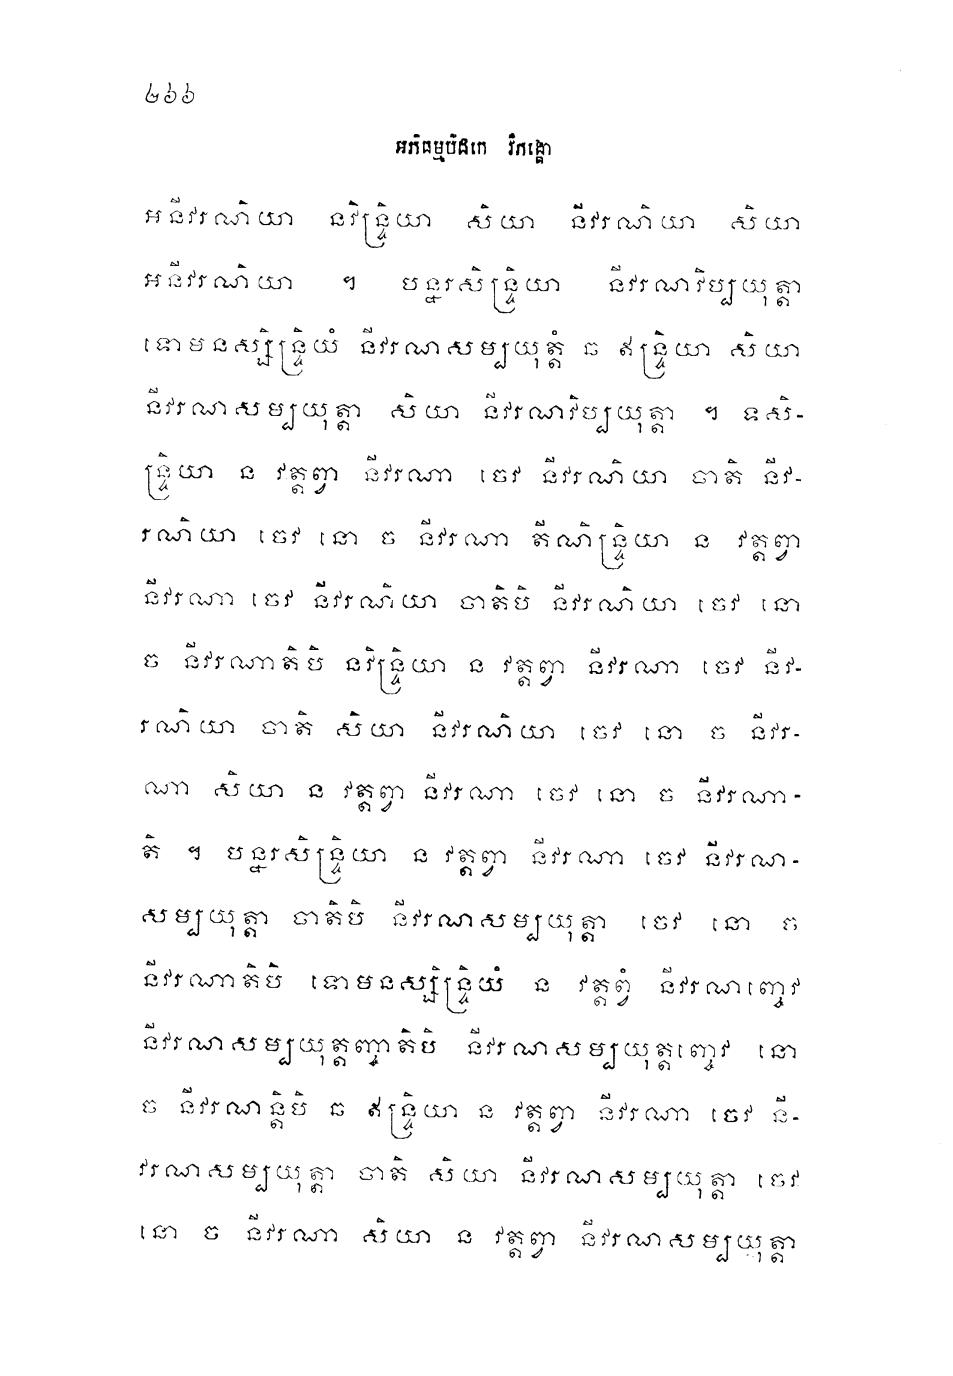 ២៦៦
អភិធម្មបិដកេ វិភង្គោ
អនីវរណិយា នវិន្ទ្រិយា សិយា នីវរណិយា សិយា
អនីវរណិយា ។ បន្នរសិន្ទ្រិយា នីវរណវិប្បយុត្តា
ទោមនស្សិន្ទ្រិយំ នីវរណសម្បយុត្តំ ឆ ឥន្ទ្រិយា សិយា
នីវរណសម្បយុត្តា សិយា នីវរណវិប្បយុត្តា ។ ទសិ-
ន្ទ្រិយា ន វត្តព្វា នីវរណា ចេវ នីវរណិយា ចាតិ នីវ-
រណិយា ចេវ នោ ច នីវរណា តីណិន្ទ្រិយា ន វត្តព្វា
នីវរណា ចេវ នីវរណិយា ចាតិបិ នីវរណិយា ចេវ នោ
ច នីវរណាតិបិ នវិន្ទ្រិយា ន វត្តព្វា នីវរណា ចេវ នីវ-
រណិយា ចាតិ សិយា នីវរណិយា ចេវ នោ ច នីវរ-
ណា សិយា ន វត្តព្វា នីវរណា ចេវ នោ ច នីវរណា-
តិ ។ បន្នរសិន្ទ្រិយា ន វត្តព្វា នីវរណា ចេវ នីវរណ-
សម្បយុត្តា ចាតិបិ នីវរណសម្បយុត្តា ចេវ នោ ច
នីវរណាតិបិ ទោមនស្សិន្ទ្រិយំ ន វត្តព្វំ នីវរណញ្ចេវ
នីវរណសម្បយុត្តញ្ចាតិបិ នីវរណសម្បយុត្តញ្ចេវ នោ
ច នីវរណន្តិបិ ឆ ឥន្ទ្រិយា ន វត្តព្វា នីវរណា ចេវ នី-
វរណសម្បយុត្តា ចាតិ សិយា នីវរណសម្បយុត្តា ចេវ
នោ ច នីវរណា សិយា ន វត្តព្វា នីវរណសម្បយុត្តា